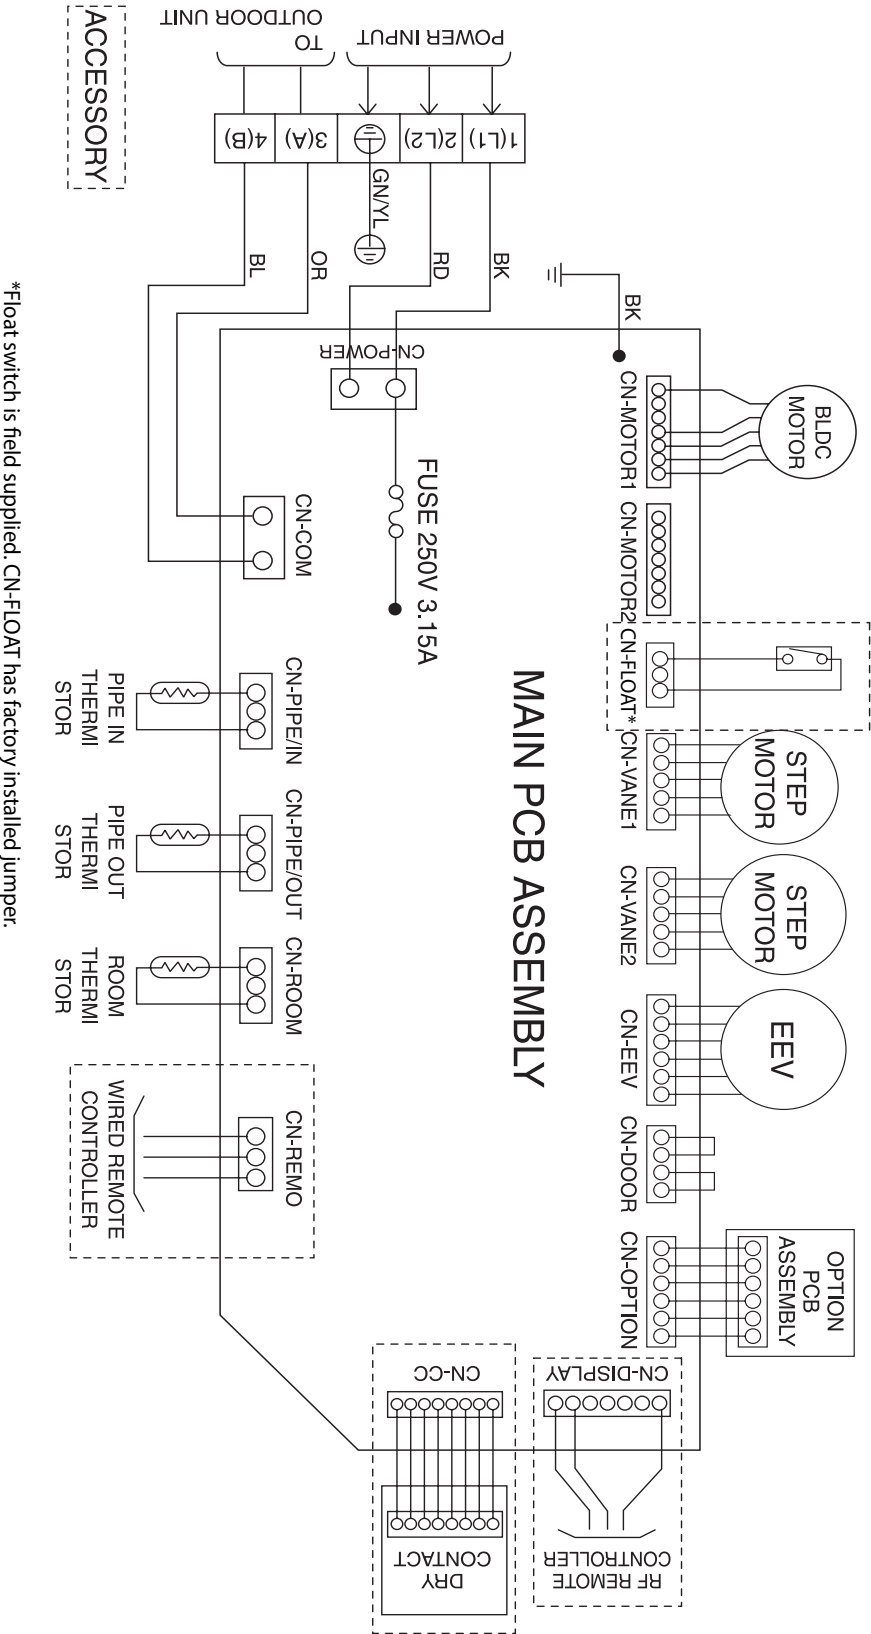 BLDC
MOTOR
STEP
MOTOR
STEP
MOTOR
EEV
OPTION
PCB
ASSEMBLY
BK
CN-MOTOR1
CN-MOTOR2
CN-FLOAT*
CN-VANE1
CN-VANE2
CN-EEV
CN-DOOR
CN-OPTION
CN-DISPLAY
RF REMOTE
CONTROLLER
MAIN PCB ASSEMBLY
POWER INPUT
TO
OUTDOOR UNIT
1(L1)
2(L2)
3(A)
4(B)
BK
RD
GN/YL
OR
BL
CN-POWER
FUSE 250V 3.15A
CN-CC
DRY
CONTACT
CN-COM
CN-PIPE/IN
CN-PIPE/OUT
CN-ROOM
CN-REMO
PIPE IN
THERMI
STOR
PIPE OUT
THERMI
STOR
ROOM
THERMI
STOR
WIRED REMOTE
CONTROLLER
ACCESSORY
*Float switch is field supplied. CN-FLOAT has factory installed jumper.